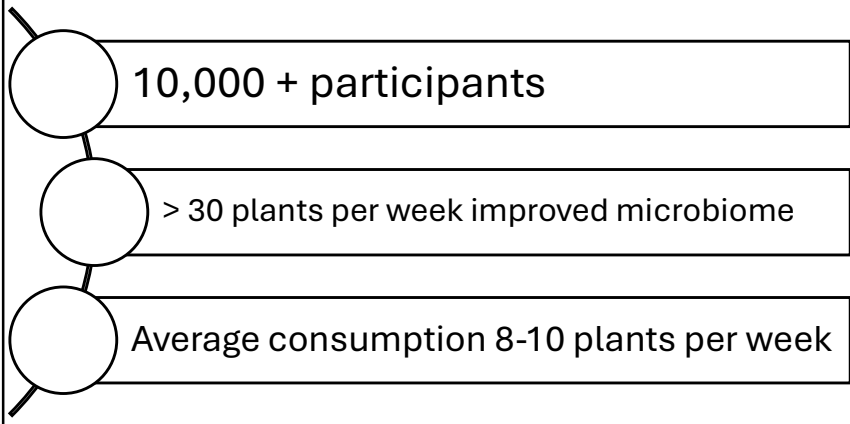 10,000 + participants
> 30 plants per week improved microbiome
Average consumption 8-10 plants per week